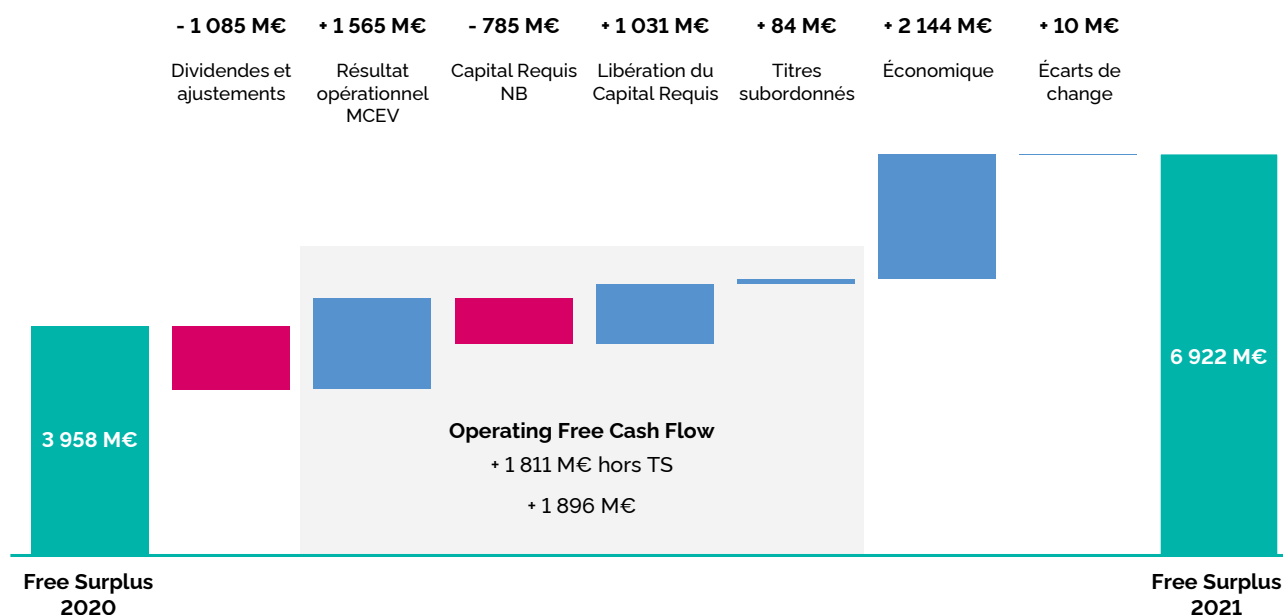 - 1 085 M€
+ 1 565 M€
- 785 M€
+ 1 031 M€
+ 84 M€
+ 2 144 M€
+ 10 M€
Dividendes et
ajustements
Résultat
opérationnel
MCEV
Capital Requis
NB
Libération du
Capital Requis
Titres
subordonnés
Économique
Écarts de
change
3 958 M€
Operating Free Cash Flow
+ 1 811 M€ hors TS
+ 1 896 M€
6 922 M€
Free Surplus
2020
Free Surplus
2021